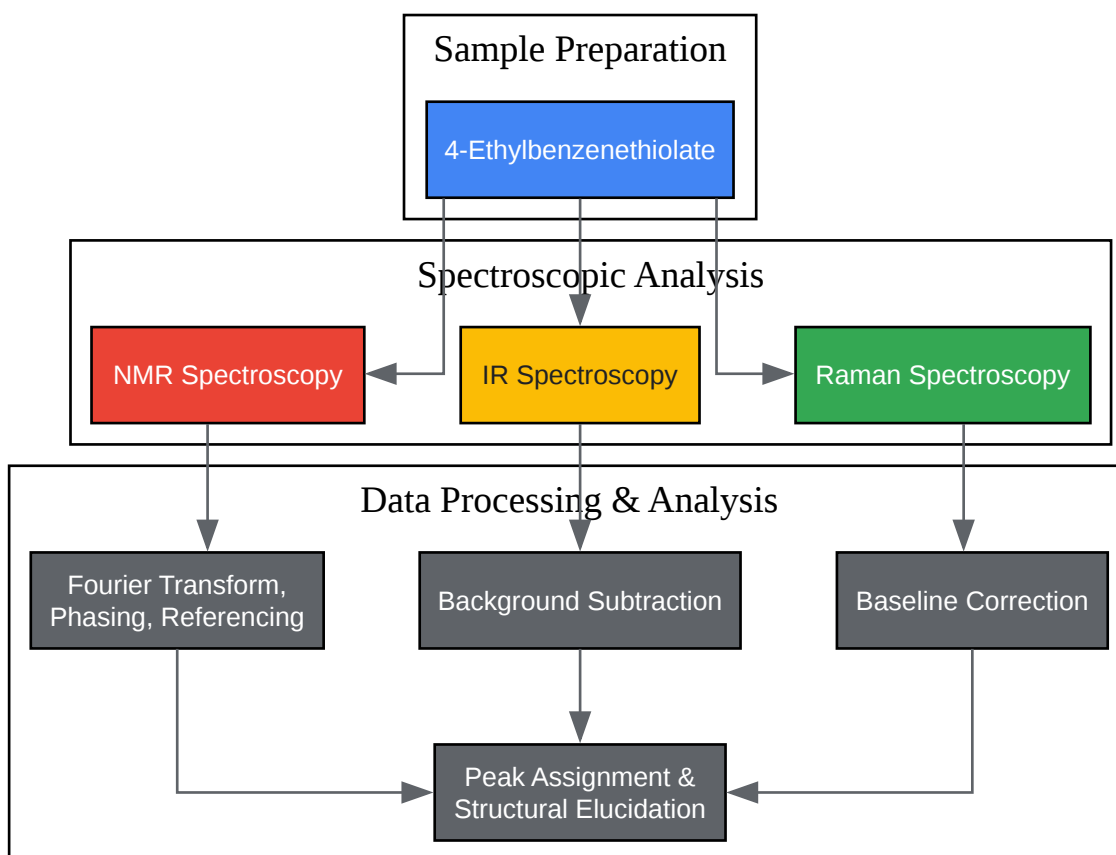 Sample Preparation
4-Ethylbenzenethiolate
Spectroscopic Analysis
NMR Spectroscopy
IR Spectroscopy
Raman Spectroscopy
Data Processing & Analysis
Fourier Transform,
Phasing, Referencing
Background Subtraction
Baseline Correction
Peak Assignment &
Structural Elucidation